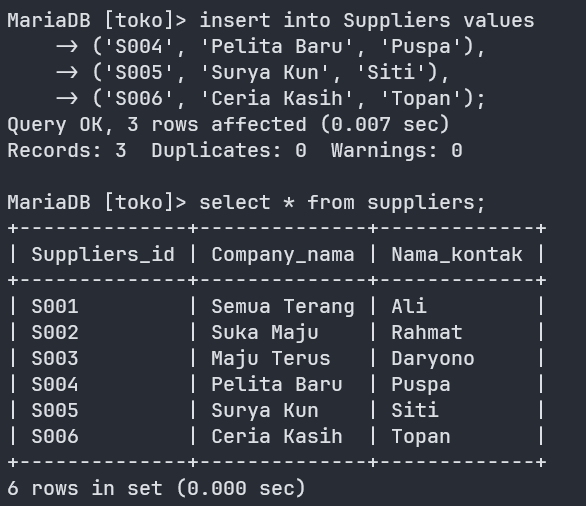 MariaDB [toko]> insert into Suppliers values
    -> ('S004', 'Pelita Baru', 'Puspa'),
    -> ('S005', 'Surya Kun', 'Siti'),
    -> ('S006', 'Ceria Kasih', 'Topan');
Query OK, 3 rows affected (0.007 sec)
Records: 3  Duplicates: 0  Warnings: 0

MariaDB [toko]> select * from suppliers;
+--------------+--------------+-------------+
| Suppliers_id | Company_nama | Nama_kontak |
+--------------+--------------+-------------+
| S001         | Semua Terang | Ali         |
| S002         | Suka Maju    | Rahmat      |
| S003         | Maju Terus   | Daryono     |
| S004         | Pelita Baru  | Puspa       |
| S005         | Surya Kun    | Siti        |
| S006         | Ceria Kasih  | Topan       |
+--------------+--------------+-------------+
6 rows in set (0.000 sec)